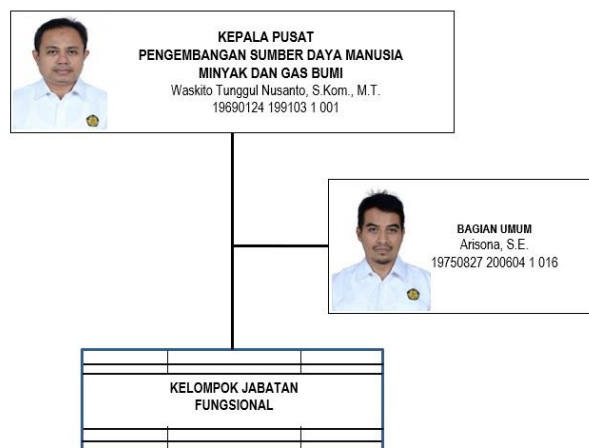 KEPALA PUSAT
PENGEMBANGAN SUMBER DAYA MANUSIA
MINYAK DAN GAS BUMI
Waskito Tunggul Nusanto, S.Kom., M.T.
19690124 199103 1 001
BAGIAN UMUM
Arisona, S.E.
19750827 200604 1 016
KELOMPOK JABATAN
FUNGSIONAL